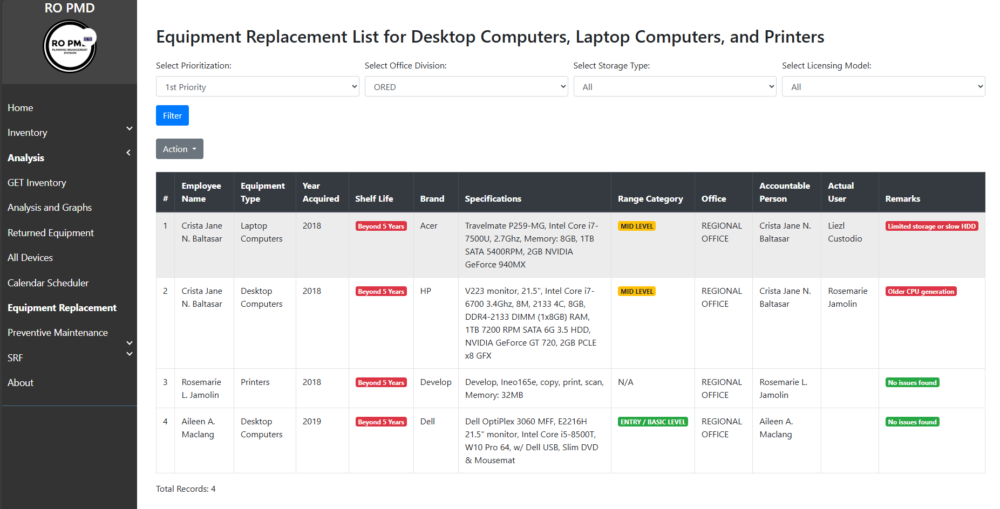 RO PMD
RO PM
PLANNING MANAGEMENT
DIVISION
Home
Inventory
Analysis
GET Inventory
Analysis and Graphs
Returned Equipment
All Devices
Calendar Scheduler
Equipment Replacement
Preventive Maintenance
SRF
About
Equipment Replacement List for Desktop Computers, Laptop Computers, and Printers
Select Prioritization:
1st Priority
Select Office Division:
ORED
Select Storage Type:
All
Select Licensing Model:
All
Filter
Action
#
Employee
Name
Equipment
Type
Year
Acquired
Shelf Life
Brand
Specifications
Range Category
Office
Accountable
Person
Actual
User
Remarks
1
Crista Jane
N. Baltasar
Laptop
Computers
2018
Beyond 5 Years
Acer
Travelmate P259-MG, Intel Core i7-
7500U, 2.7Ghz, Memory: 8GB, 1TB
SATA 5400RPM, 2GB NVIDIA
GeForce 940MX
MID LEVEL
REGIONAL
OFFICE
Crista Jane N.
Baltasar
Liezl
Custodio
Limited storage or slow HDD
2
Crista Jane
N. Baltasar
Desktop
Computers
2018
Beyond 5 Years
HP
V223 monitor, 21.5", Intel Core i7-
6700 3.4Ghz, 8M, 2133 4C, 8GB,
DDR4-2133 DIMM (1x8GB) RAM,
1TB 7200 RPM SATA 6G 3.5 HDD,
NVIDIA GeForce GT 720, 2GB PCLE
x8 GFX
MID LEVEL
REGIONAL
OFFICE
Crista Jane N.
Baltasar
Rosemarie
Jamolin
Older CPU generation
3
Rosemarie
L. Jamolin
Printers
2018
Beyond 5 Years
Develop
Develop, Ineo165e, copy, print, scan,
Memory: 32MB
N/A
REGIONAL
OFFICE
Rosemarie L.
Jamolin
No issues found
4
Aileen A.
Maclang
Desktop
Computers
2019
Beyond 5 Years
Dell
Dell OptiPlex 3060 MFF, E2216H
21.5" monitor, Intel Core i5-8500T,
W10 Pro 64, w/ Dell USB, Slim DVD
& Mousemat
ENTRY / BASIC LEVEL
REGIONAL
OFFICE
Aileen A.
Maclang
No issues found
Total Records: 4